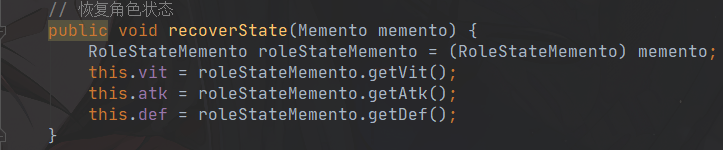 // 恢复角色状态
public void recoverState(Memento memento) {
    RoleStateMemento roleStateMemento = (RoleStateMemento) memento;
    this.vit = roleStateMemento.getVit();
    this.atk = roleStateMemento.getAtk();
    this.def = roleStateMemento.getDef();
}